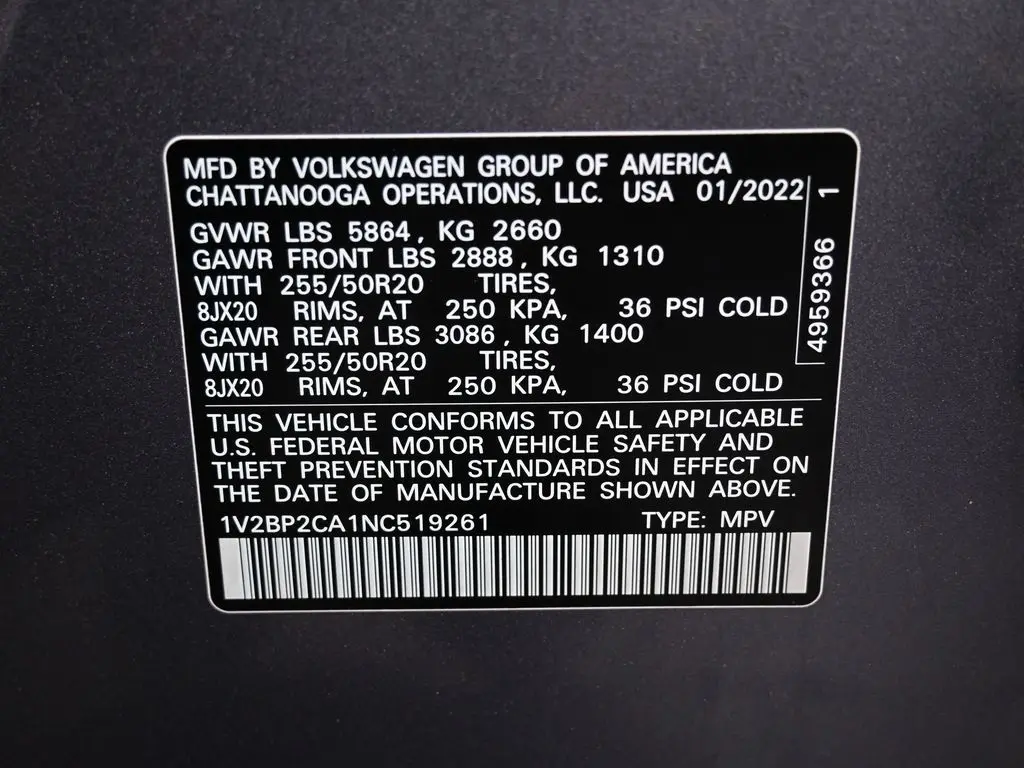 MFD BY VOLKSWAGEN GROUP OF AMERICA
CHATTANOOGA OPERATIONS, LLC. USA 01/2022
GVWR LBS 5864, KG 2660
GAWR FRONT LBS 2888, KG 1310
WITH 255/50R20 TIRES,
8JX20 RIMS, AT 250 KPA, 36 PSI COLD
GAWR REAR LBS 3086, KG 1400
WITH 255/50R20 TIRES,
8JX20 RIMS, AT 250 KPA, 36 PSI COLD
4959366 1
THIS VEHICLE CONFORMS TO ALL APPLICABLE
U.S. FEDERAL MOTOR VEHICLE SAFETY AND
THEFT PREVENTION STANDARDS IN EFFECT ON
THE DATE OF MANUFACTURE SHOWN ABOVE.
1V2BP2CA1NC519261 TYPE: MPV